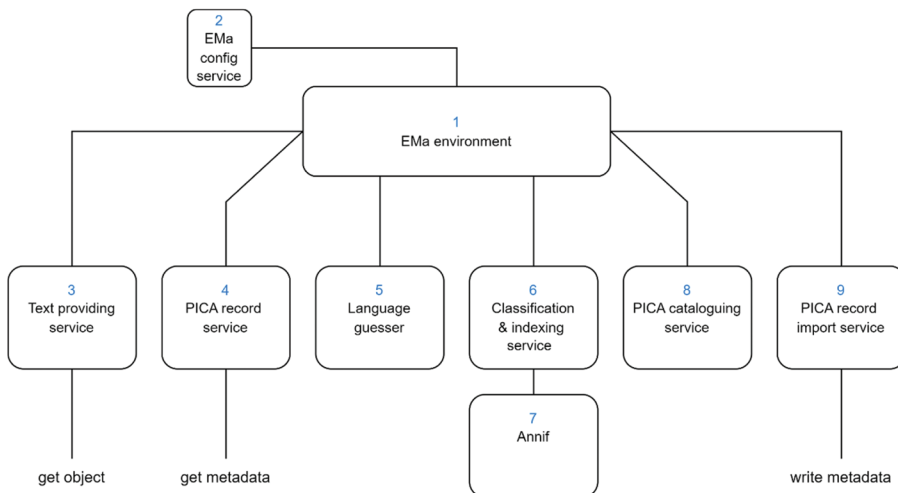 2
EMa
config
service
1
EMa environment
3
Text providing
service
4
PICA record
service
5
Language
guesser
6
Classification
& indexing
service
8
PICA cataloguing
service
9
PICA record
import service
7
Annif
get object
get metadata
write metadata